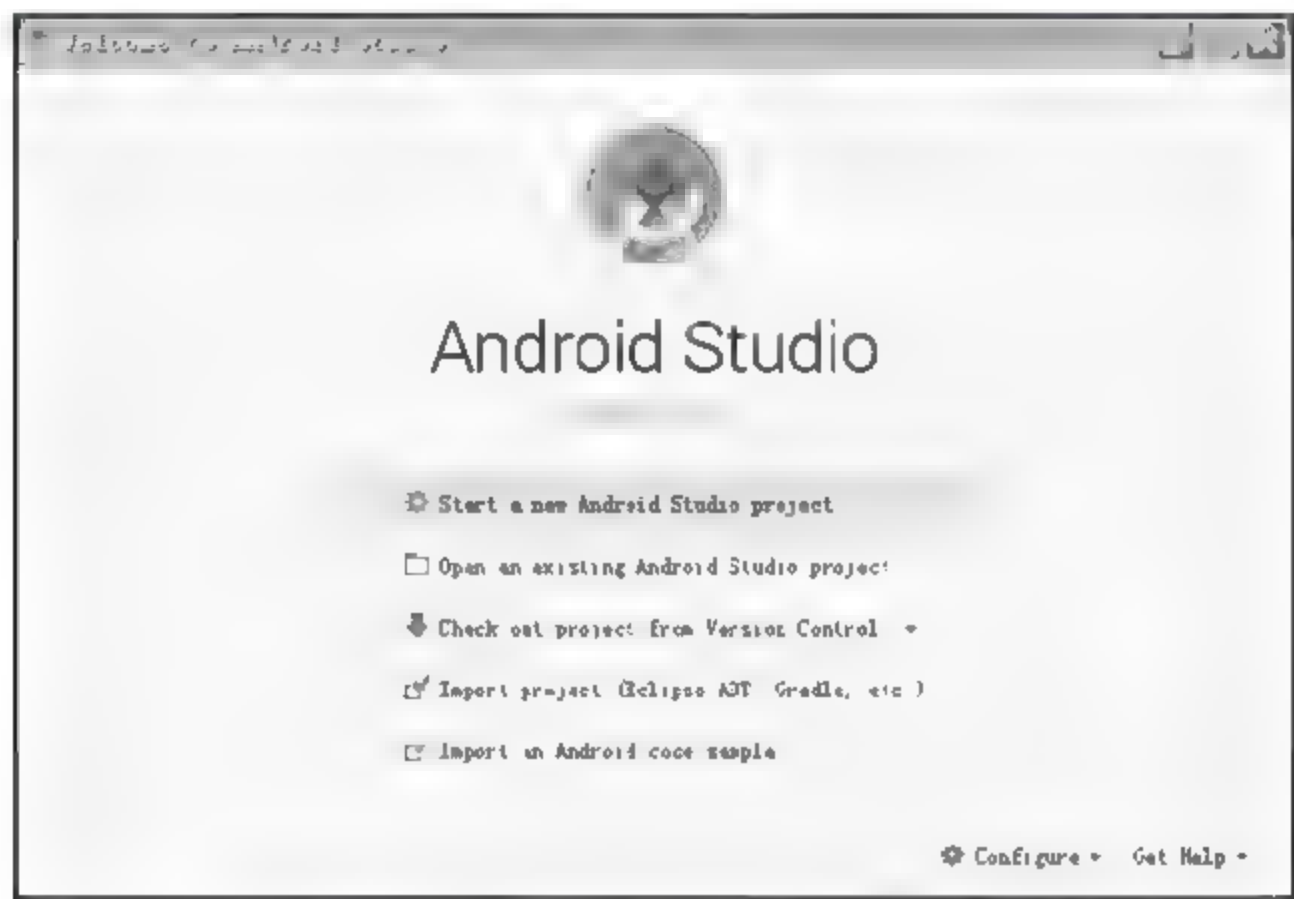 Android Studio
Start a new Android Studio project
Open an existing Android Studio project
Check out project from Version Control
Import project (Eclipse ADT Gradle, etc )
Import an Android code sample
Configure
Get Help